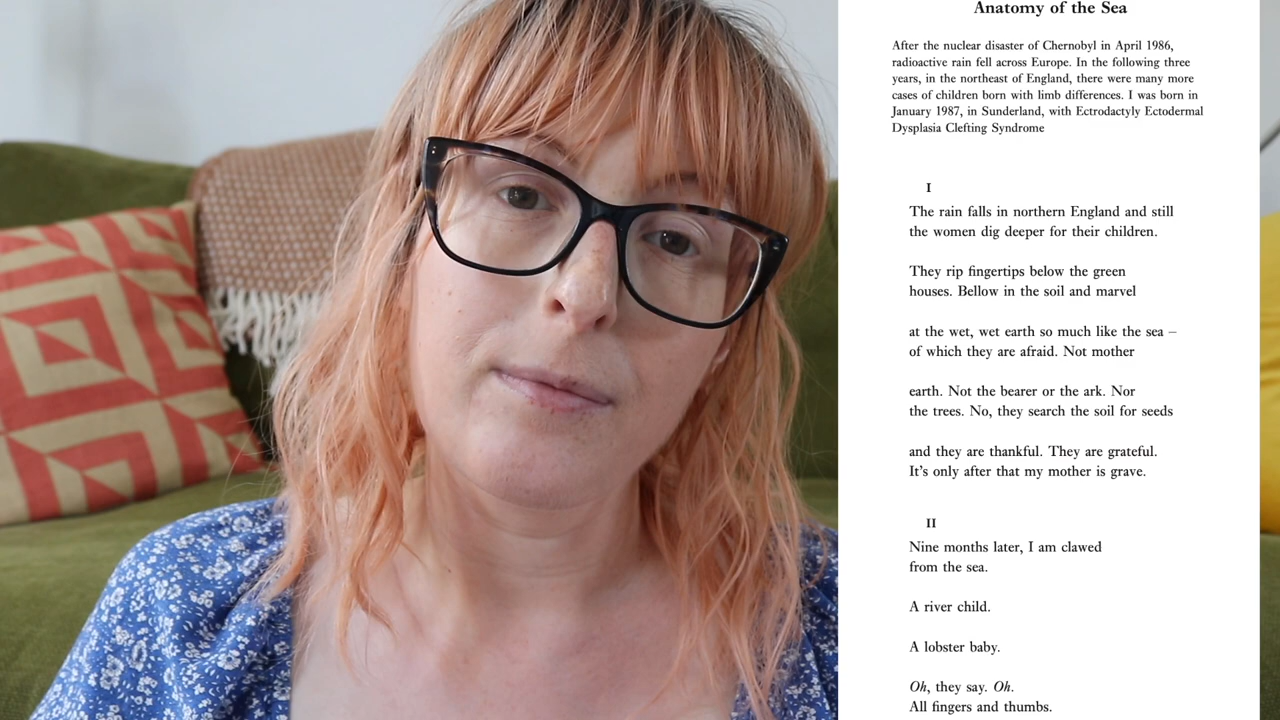 Anatomy of the Sea
After the nuclear disaster of Chernobyl in April 1986,
radioactive rain fell across Europe. In the following three
years, in the northeast of England, there were many more
cases of children born with limb differences. I was born in
January 1987, in Sunderland, with Ectrodactyly Ectodermal
Dysplasia Clefting Syndrome
I
The rain falls in northern England and still
the women dig deeper for their children.
They rip fingertips below the green
houses. Bellow in the soil and marvel
at the wet, wet earth so much like the sea –
of which they are afraid. Not mother
earth. Not the bearer or the ark. Nor
the trees. No, they search the soil for seeds
and they are thankful. They are grateful.
It's only after that my mother is grave.
II
Nine months later, I am clawed
from the sea.
A river child.
A lobster baby.
Oh, they say. Oh.
All fingers and thumbs.